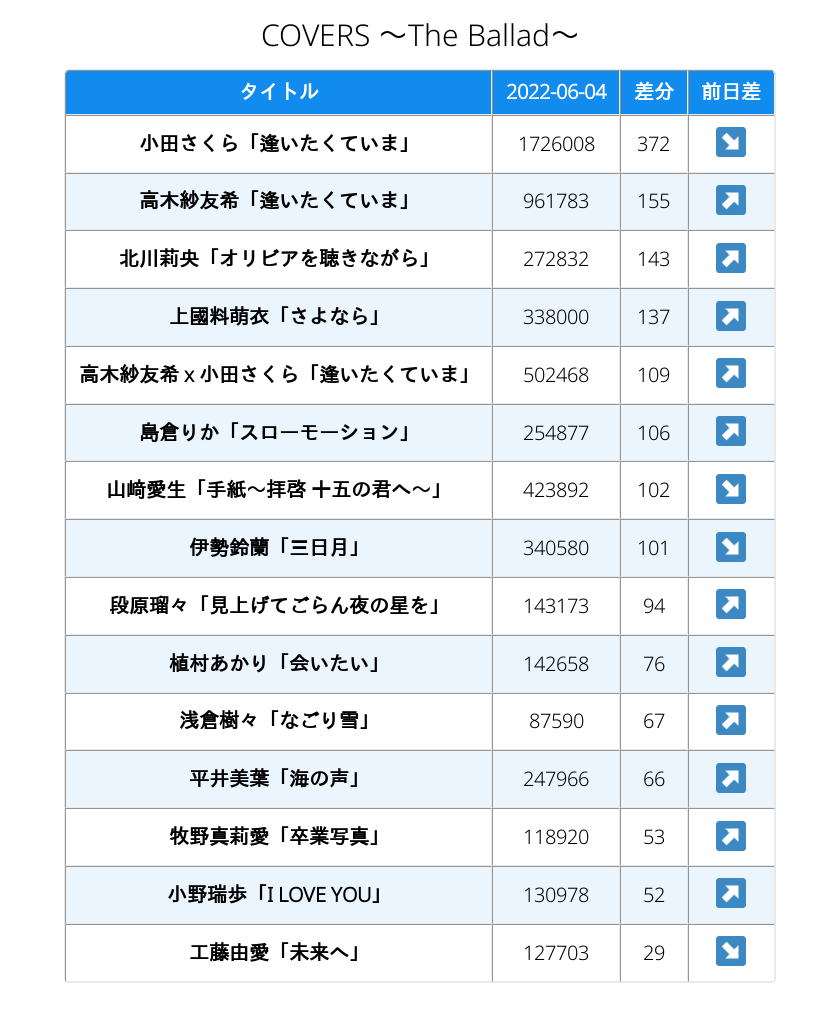 COVERS ～The Ballad～
タイトル 2022-06-04 差分 前日差
小田さくら「逢いたくていま」 1726008 372 ↘
高木紗友希「逢いたくていま」 961783 155 ↗
北川莉央「オリビアを聴きながら」 272832 143 ↗
上國料萌衣「さよなら」 338000 137 ↗
高木紗友希 x 小田さくら「逢いたくていま」 502468 109 ↗
島倉りか「スローモーション」 254877 106 ↗
山﨑愛生「手紙～拝啓 十五の君へ～」 423892 102 ↘
伊勢鈴蘭「三日月」 340580 101 ↘
段原瑠々「見上げてごらん夜の星を」 143173 94 ↗
植村あかり「会いたい」 142658 76 ↗
浅倉樹々「なごり雪」 87590 67 ↗
平井美葉「海の声」 247966 66 ↗
牧野真莉愛「卒業写真」 118920 53 ↗
小野瑞歩「I LOVE YOU」 130978 52 ↗
工藤由愛「未来へ」 127703 29 ↘